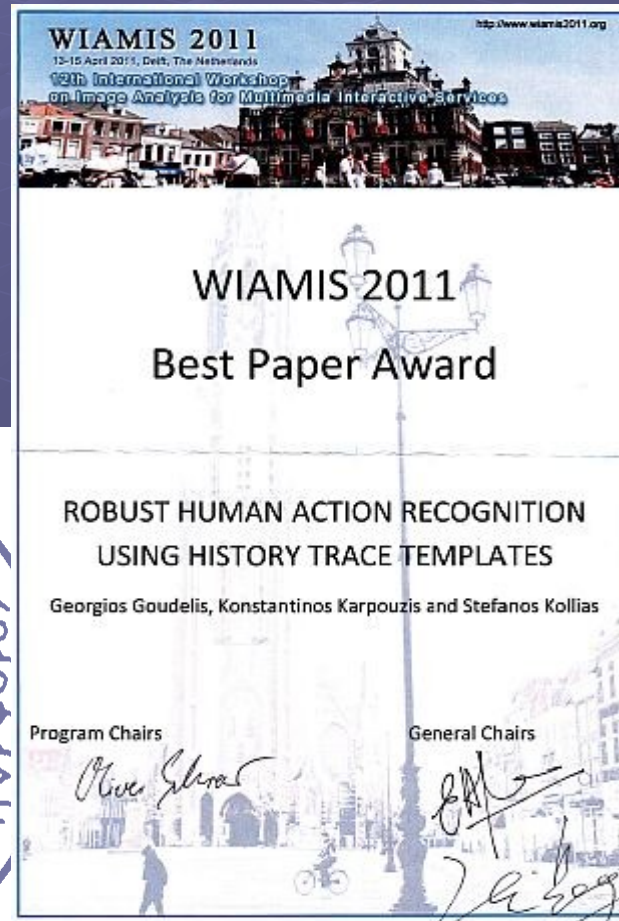 WIAMIS 2011
http://www.wiamis2011.org
13-15 April 2011, Delft, The Netherlands
12th International Workshop
on Image Analysis for Multimedia Interactive Services
WIAMIS 2011
Best Paper Award
ROBUST HUMAN ACTION RECOGNITION
USING HISTORY TRACE TEMPLATES
Georgios Goudelis, Konstantinos Karpouzis and Stefanos Kollias
Program Chairs
General Chairs